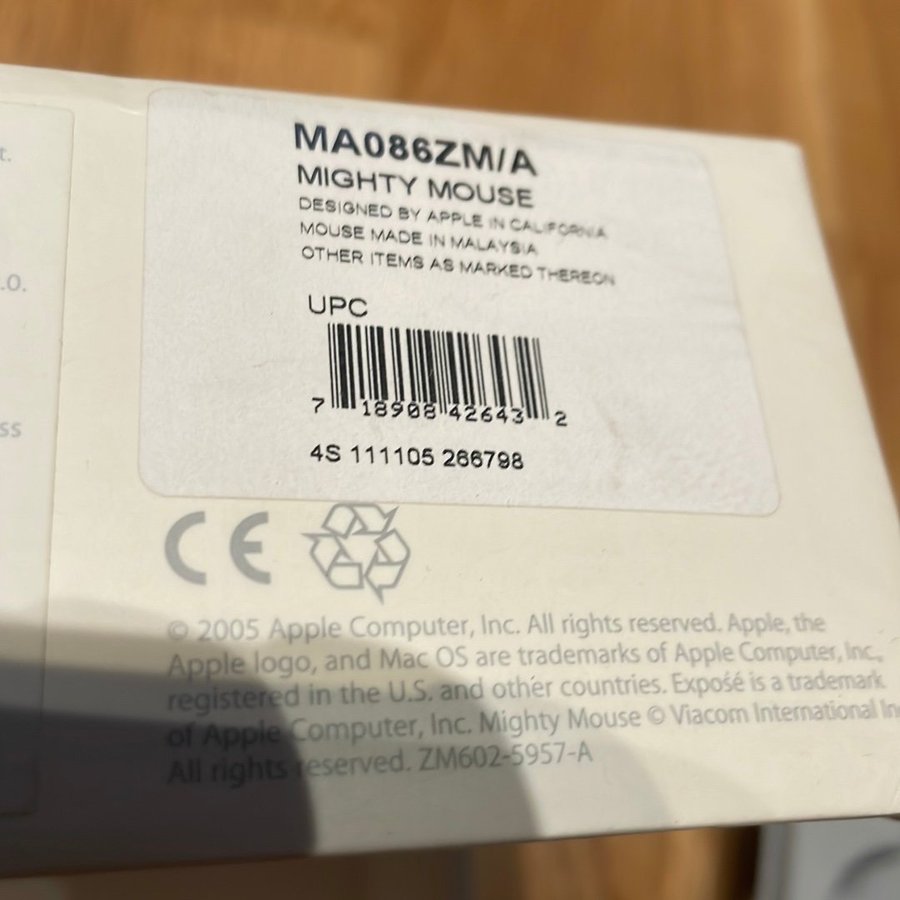 t.
.0.
ss
MA086ZM/A
MIGHTY MOUSE
DESIGNED BY APPLE IN CALIFORNIA
MOUSE MADE IN MALAYSIA
OTHER ITEMS AS MARKED THEREON
UPC
7 18908 42643 2
4S 111105 266798
CE
© 2005 Apple Computer, Inc. All rights reserved. Apple, the
Apple logo, and Mac OS are trademarks of Apple Computer, Inc.,
registered in the U.S. and other countries. Exposé is a trademark
of Apple Computer, Inc. Mighty Mouse © Viacom International In
All rights reserved. ZM602-5957-A